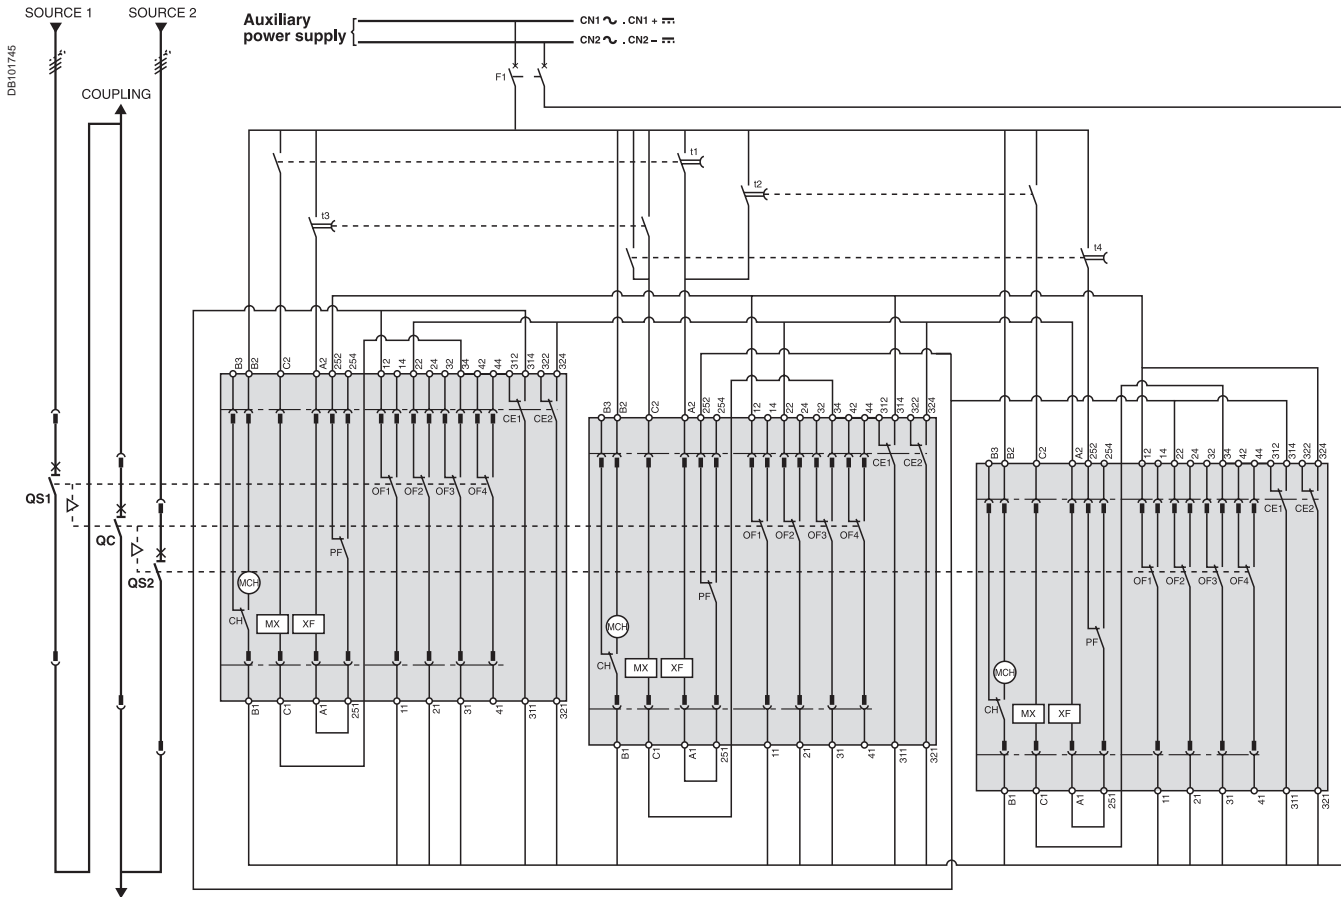 SOURCE 1 SOURCE 2
Auxiliary
power supply
CN1 ∿ . CN1 + ⎓
CN2 ∿ . CN2 – ⎓
DB101745
F1
COUPLING
t1
t2
t3
t4
B3 B2 C2 A2 252 254 12 14 22 24 32 34 42 44 312 314 322 324
CE1 CE2
QS1
OF1 OF2 OF3 OF4
PF
MCH
CH
MX XF
B1 C1 A1 251 11 21 31 41 311 321
B3 B2 C2 A2 252 254 12 14 22 24 32 34 42 44 312 314 322 324
CE1 CE2
QC
OF1 OF2 OF3 OF4
PF
MCH
CH
MX XF
B1 C1 A1 251 11 21 31 41 311 321
B3 B2 C2 A2 252 254 12 14 22 24 32 34 42 44 312 314 322 324
CE1 CE2
QS2
OF1 OF2 OF3 OF4
PF
MCH
CH
MX XF
B1 C1 A1 251 11 21 31 41 311 321